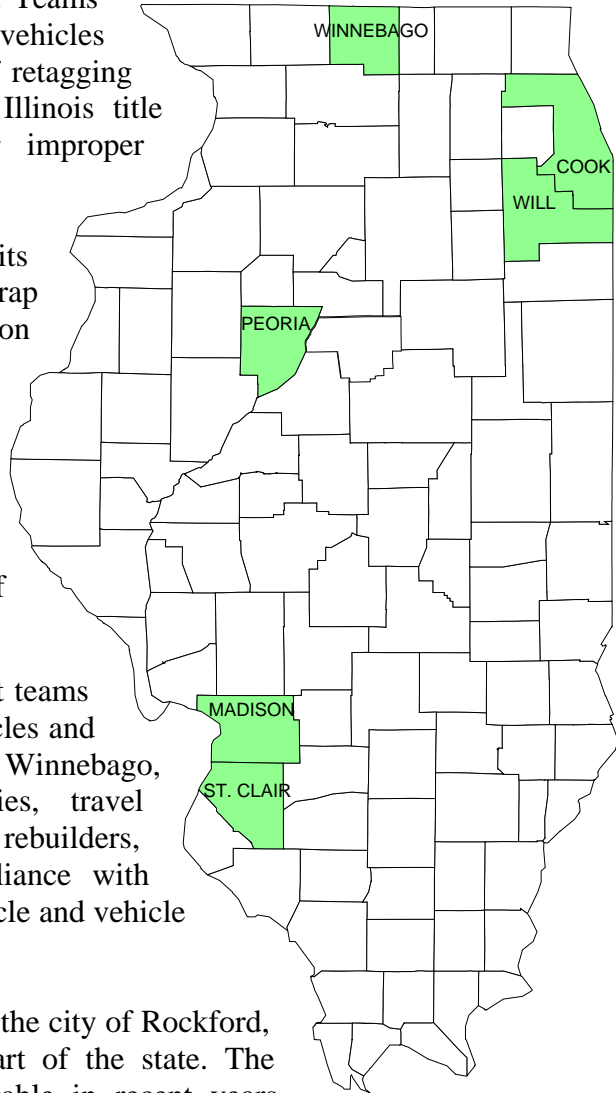 Teams
WINNEBAGO
vehicles
retagging
Illinois title
improper
COOK
WILL
its
rap
PEORIA
on
teams
MADISON
cles and
Winnebago,
ies, travel
ST. CLAIR
rebuilders,
liance with
cle and vehicle
the city of Rockford,
art of the state. The
able in recent years